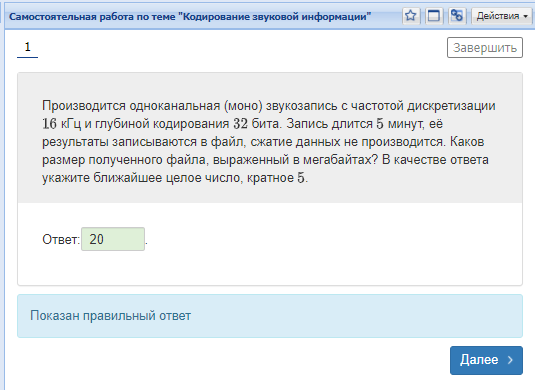 Самостоятельная работа по теме "Кодирование звуковой информации"
Действия
1
Завершить
Производится одноканальная (моно) звукозапись с частотой дискретизации
16 кГц и глубиной кодирования 32 бита. Запись длится 5 минут, её
результаты записываются в файл, сжатие данных не производится. Каков
размер полученного файла, выраженный в мегабайтах? В качестве ответа
укажите ближайшее целое число, кратное 5.
Ответ: 20.
Показан правильный ответ
Далее